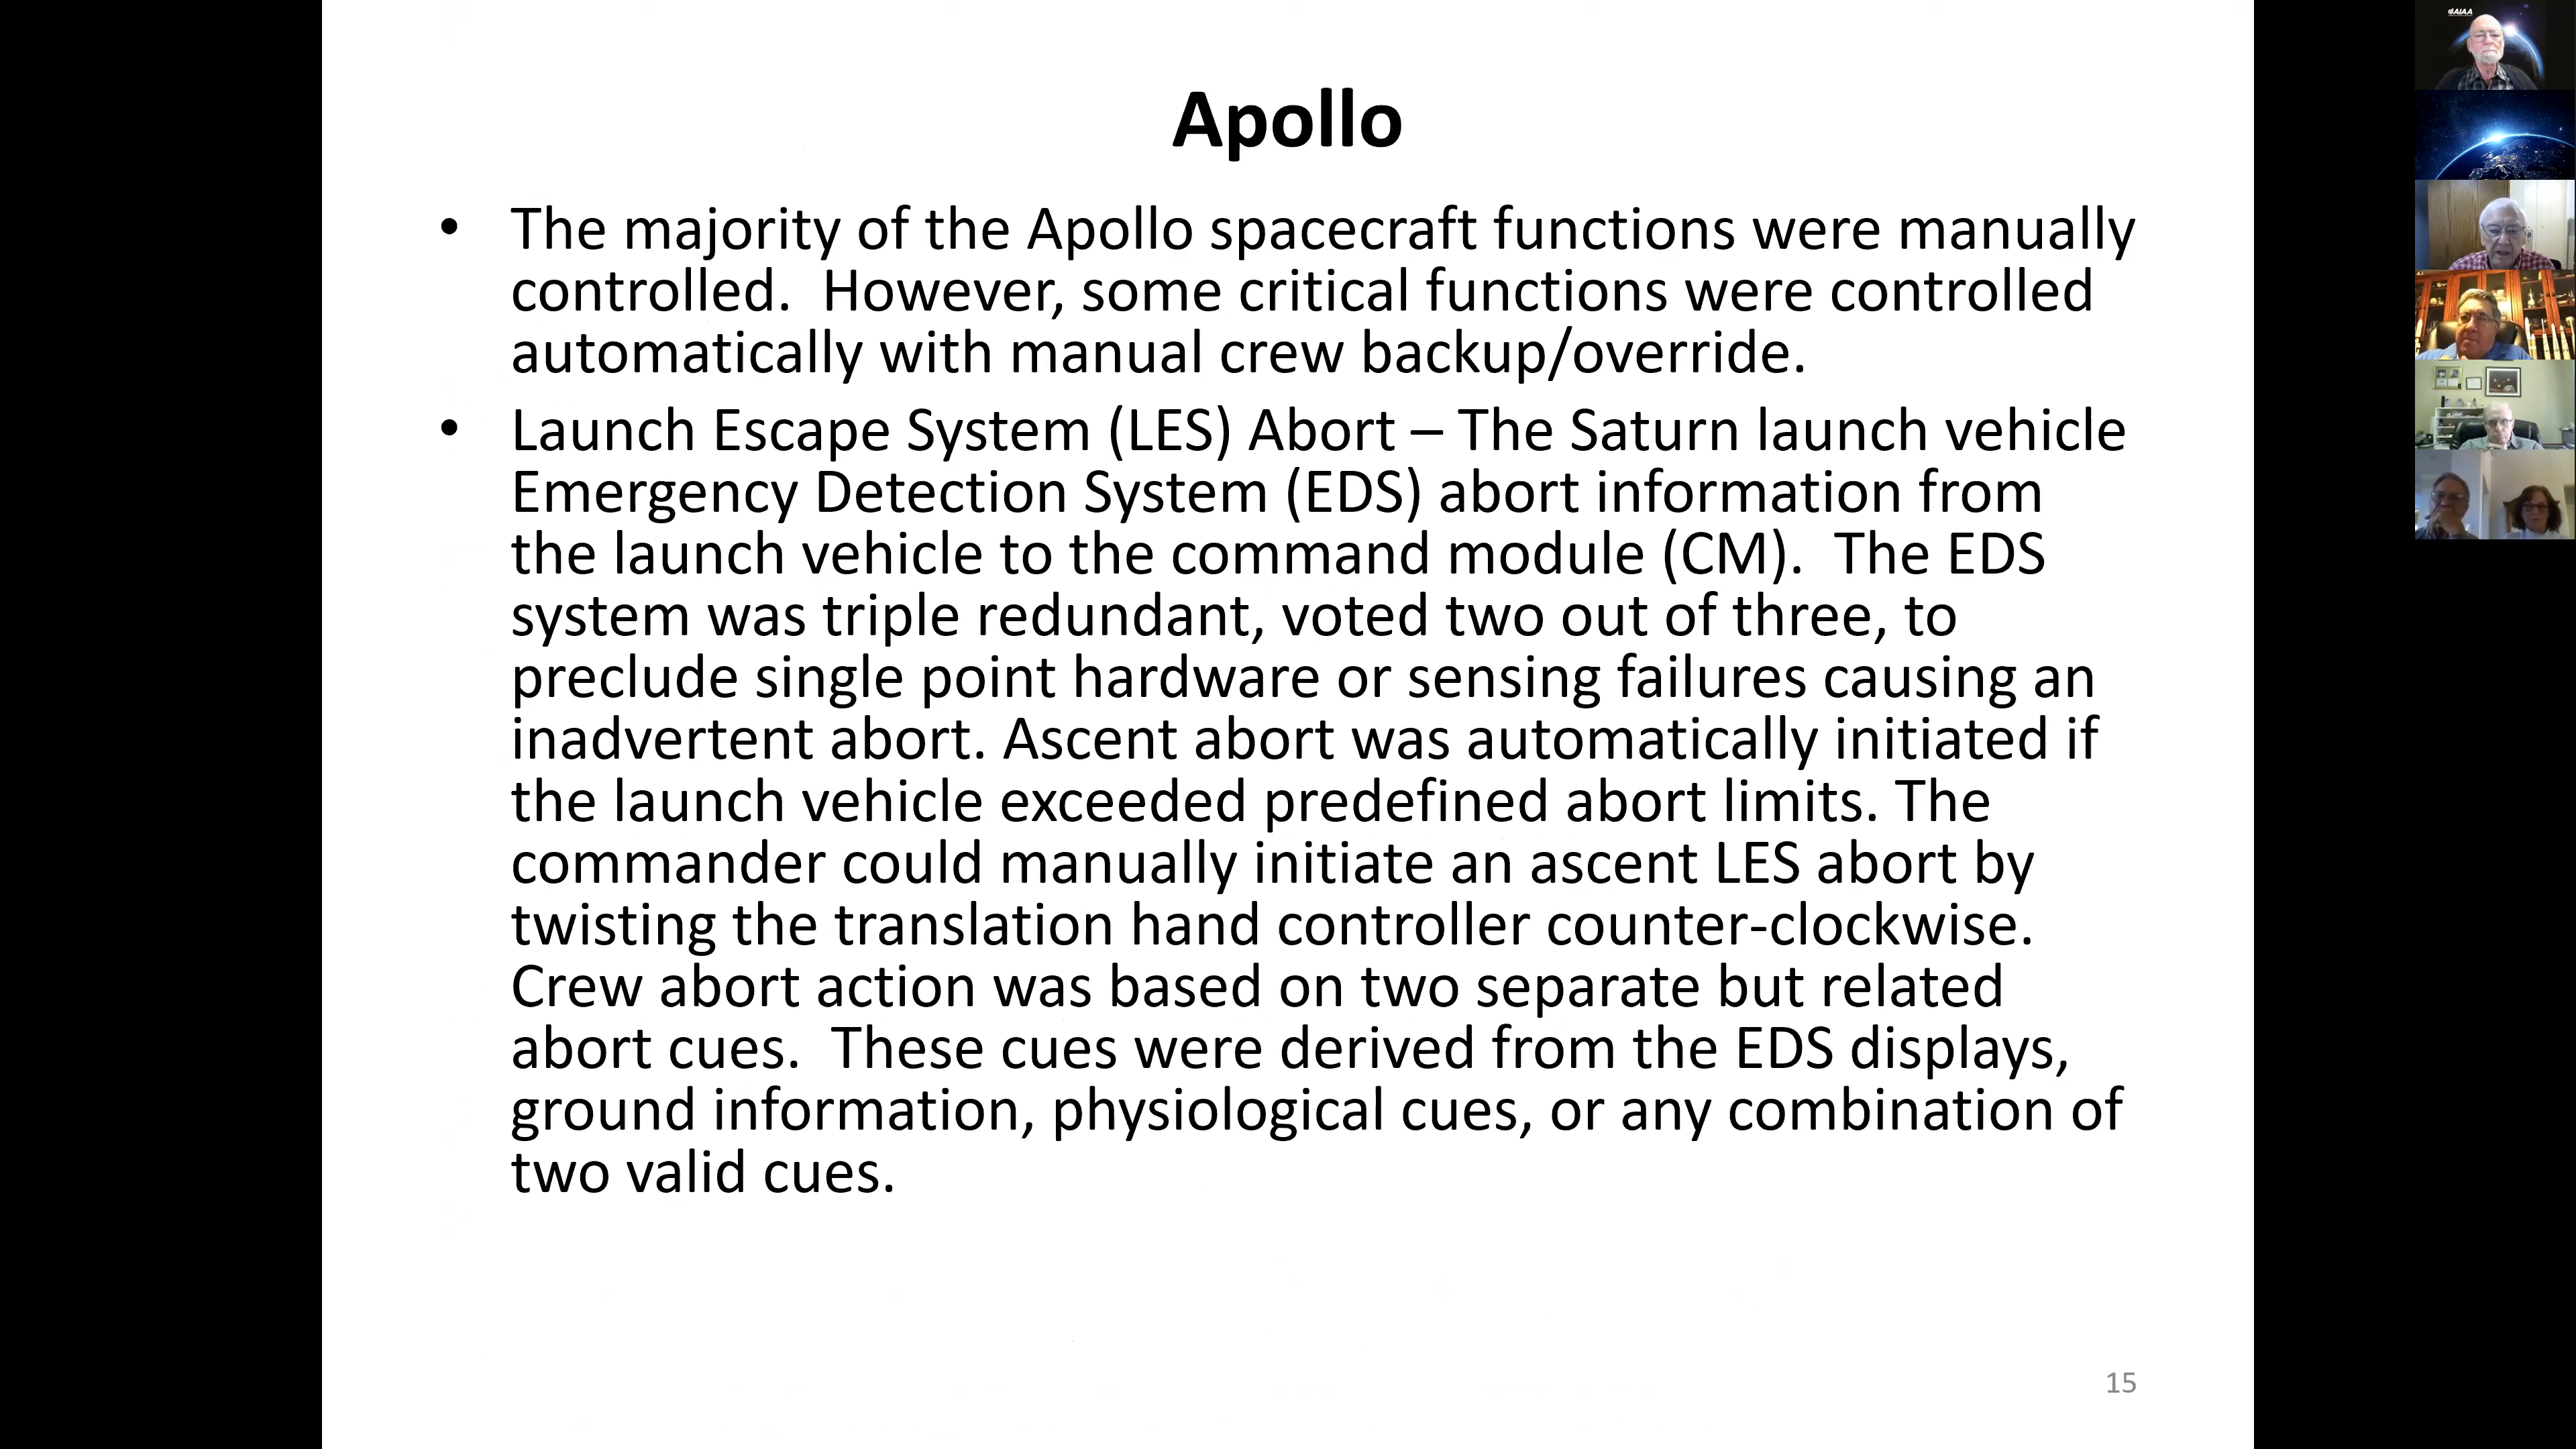 AIAA
Apollo
• The majority of the Apollo spacecraft functions were manually
controlled.  However, some critical functions were controlled
automatically with manual crew backup/override.
• Launch Escape System (LES) Abort – The Saturn launch vehicle
Emergency Detection System (EDS) abort information from
the launch vehicle to the command module (CM).  The EDS
system was triple redundant, voted two out of three, to
preclude single point hardware or sensing failures causing an
inadvertent abort. Ascent abort was automatically initiated if
the launch vehicle exceeded predefined abort limits. The
commander could manually initiate an ascent LES abort by
twisting the translation hand controller counter-clockwise.
Crew abort action was based on two separate but related
abort cues.  These cues were derived from the EDS displays,
ground information, physiological cues, or any combination of
two valid cues.
15